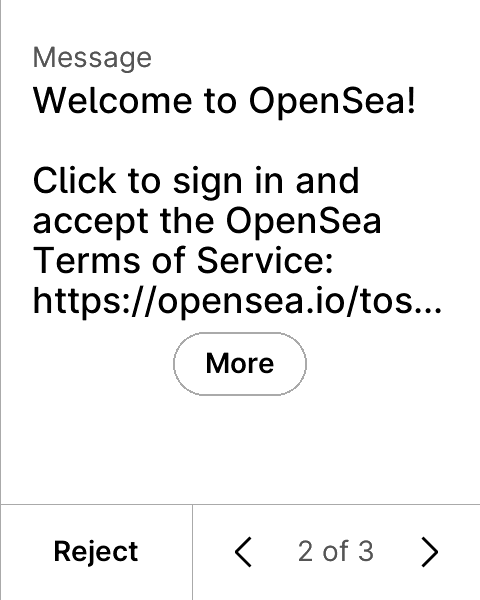 Message
Welcome to OpenSea!
Click to sign in and
accept the OpenSea
Terms of Service:
https://opensea.io/tos...
More
Reject
2 of 3